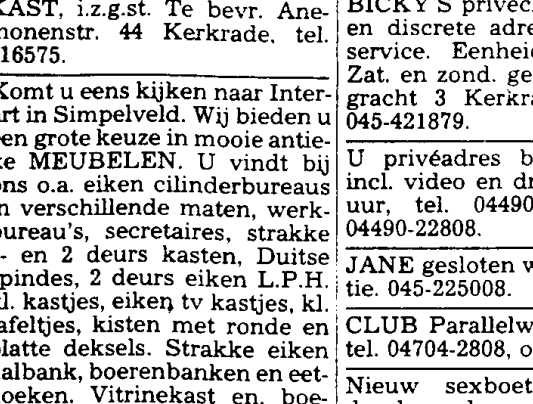 KAST, i.z.g.st. Te bevr. Ane-
monenstr. 44 Kerkrade, tel.
16575.
Komt u eens kijken naar Inter-
art in Simpelveld. Wij bieden u
een grote keuze in mooie antie-
ke MEUBELEN. U vindt bij
ons o.a. eiken cilinderbureaus
in verschillende maten, werk-
bureau's, secretaires, strakke
- en 2 deurs kasten, Duitse
spindes, 2 deurs eiken L.P.H.
kl. kastjes, eiken tv kastjes, kl.
tafeltjes, kisten met ronde en
platte deksels. Strakke eiken
albank, boerenbanken en eet-
hoeken. Vitrinekast en. boe-
BICKY'S privec
en discrete adre
service. Eenheid
Zat. en zond. ge
gracht 3 Kerkra
045-421879.
U privéadres b
incl. video en dr
uur, tel. 04490
04490-22808.
JANE gesloten w
tie. 045-225008.
CLUB Parallelw
tel. 04704-2808, o
Nieuw sexboet